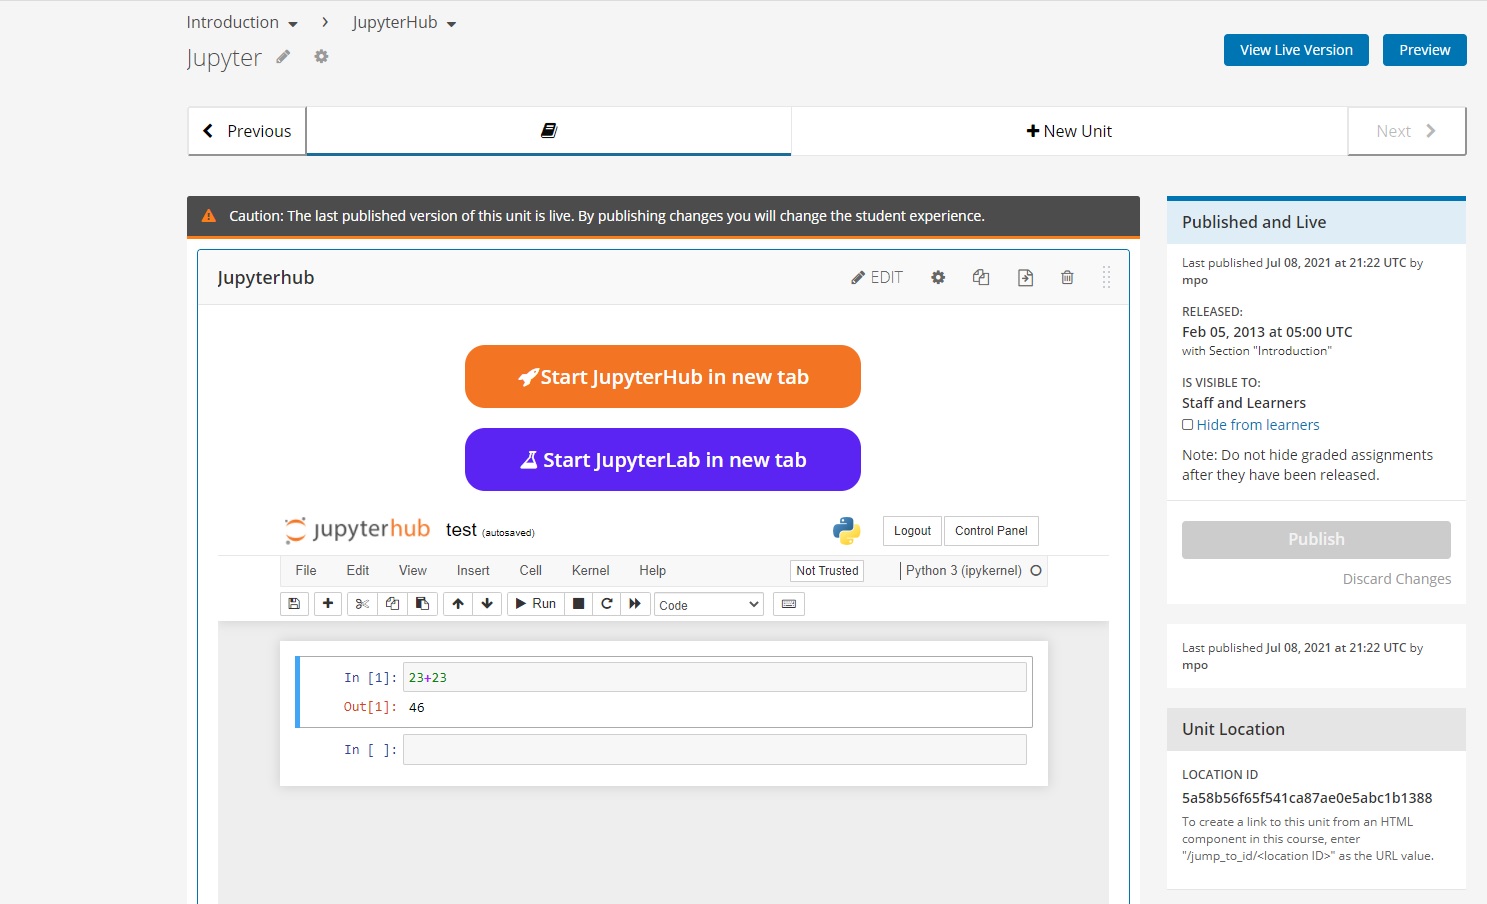 Introduction > JupyterHub
Jupyter
View Live Version
Preview
Previous
New Unit
Next
Caution: The last published version of this unit is live. By publishing changes you will change the student experience.
Jupyterhub
EDIT
Start JupyterHub in new tab
Start JupyterLab in new tab
jupyterhub test (autosaved)
Logout
Control Panel
File Edit View Insert Cell Kernel Help
Not Trusted
Python 3 (ipykernel)
Run
Code
In [1]: 23+23
Out[1]: 46
In [ ]:
Published and Live
Last published Jul 08, 2021 at 21:22 UTC by
mpo
RELEASED:
Feb 05, 2013 at 05:00 UTC
with Section "Introduction"
IS VISIBLE TO:
Staff and Learners
Hide from learners
Note: Do not hide graded assignments
after they have been released.
Publish
Discard Changes
Last published Jul 08, 2021 at 21:22 UTC by
mpo
Unit Location
LOCATION ID
5a58b56f65f541ca87ae0e5abc1b1388
To create a link to this unit from an HTML
component in this course, enter
"/jump_to_id/<location ID>" as the URL value.